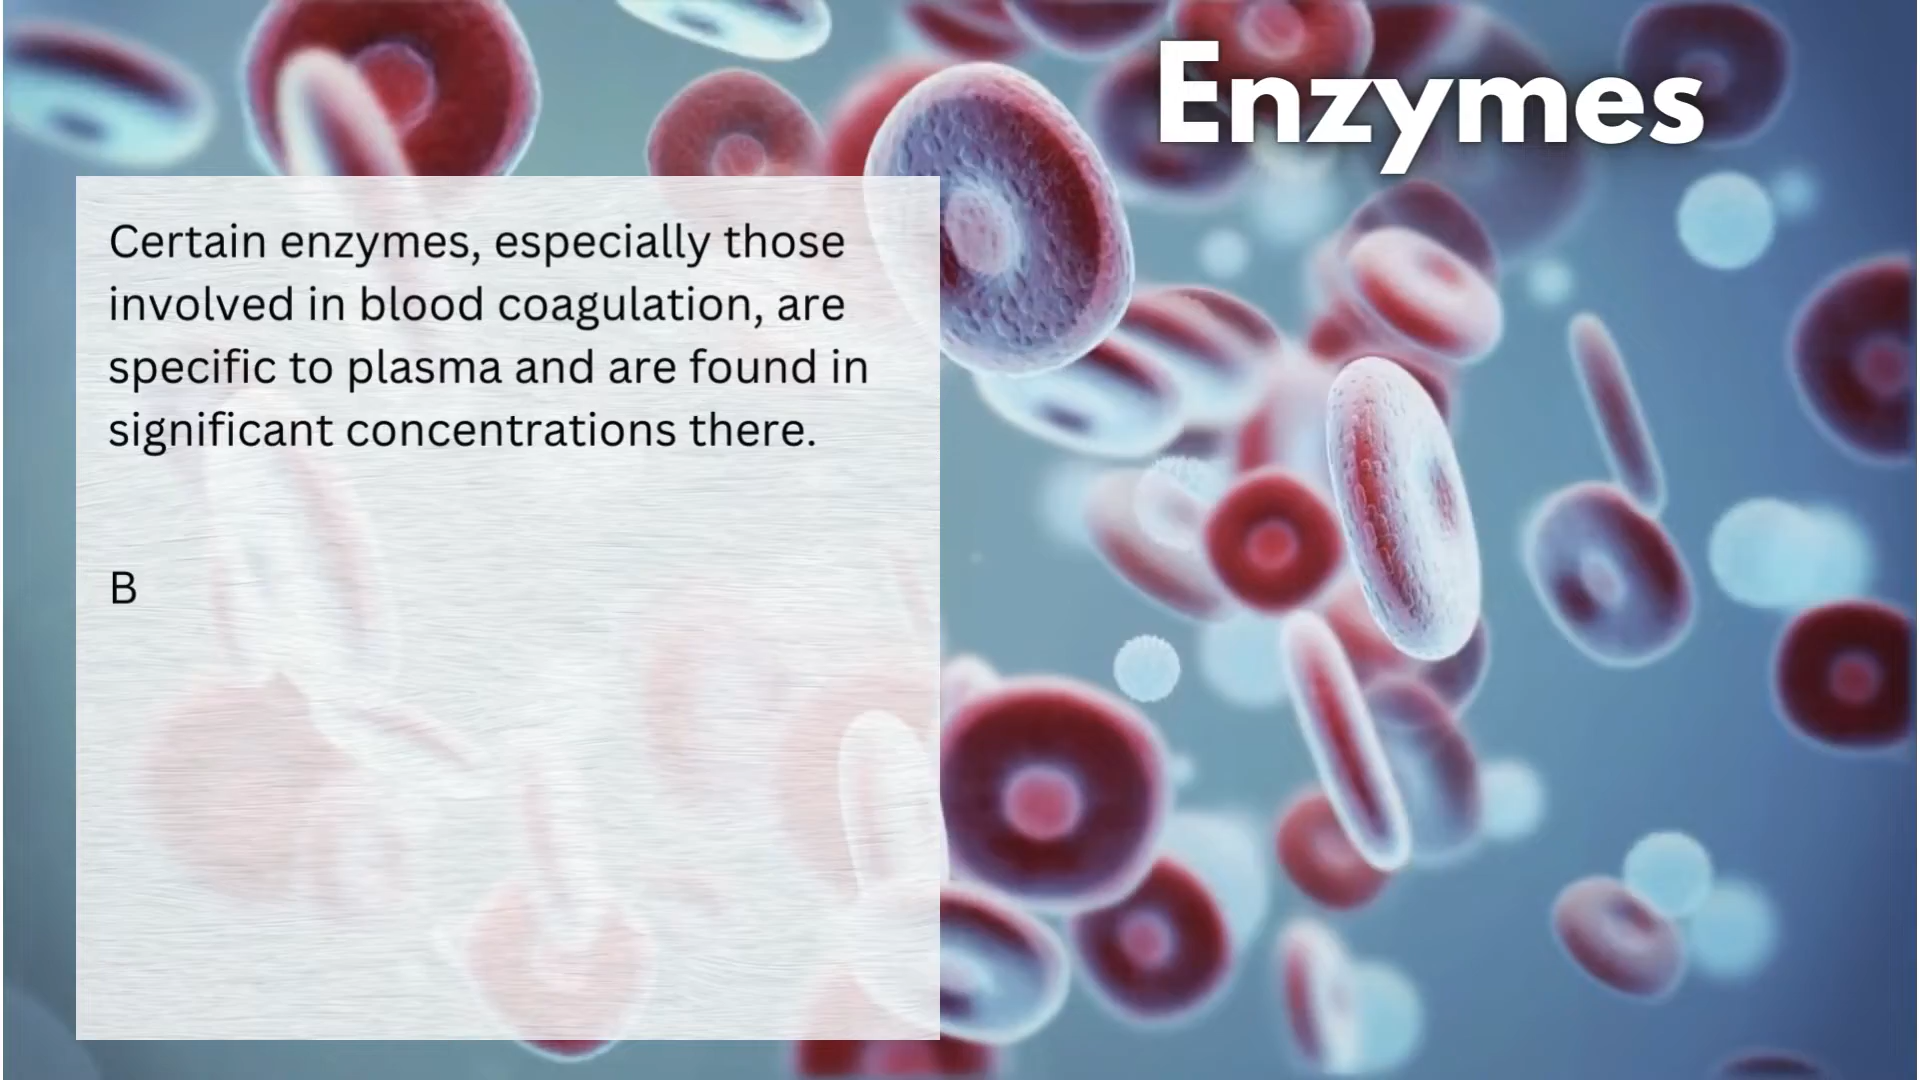 Enzymes
Certain enzymes, especially those
involved in blood coagulation, are
specific to plasma and are found in
significant concentrations there.
B